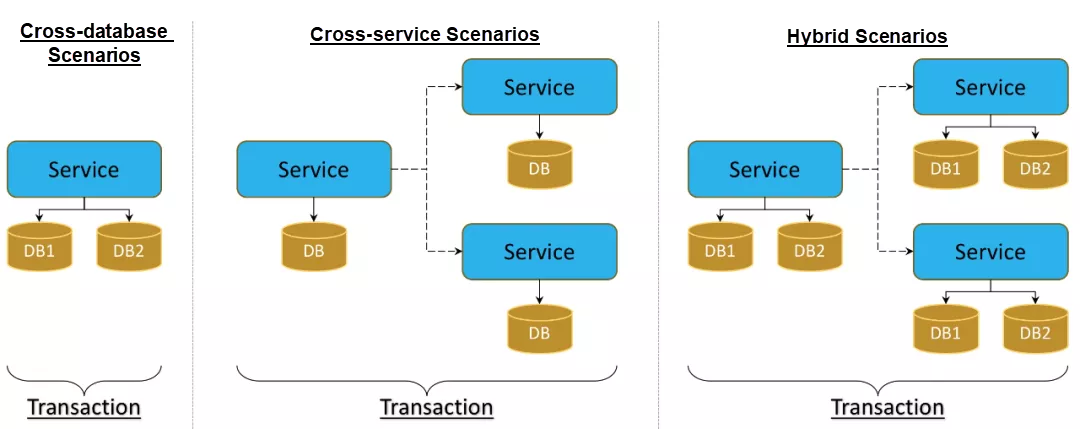 Cross-database
Scenarios
Service
DB1
DB2
Transaction
Cross-service Scenarios
Service
Service
DB
DB
Service
DB
Transaction
Hybrid Scenarios
Service
DB1
DB2
Service
DB1
DB2
Service
DB1
DB2
Transaction